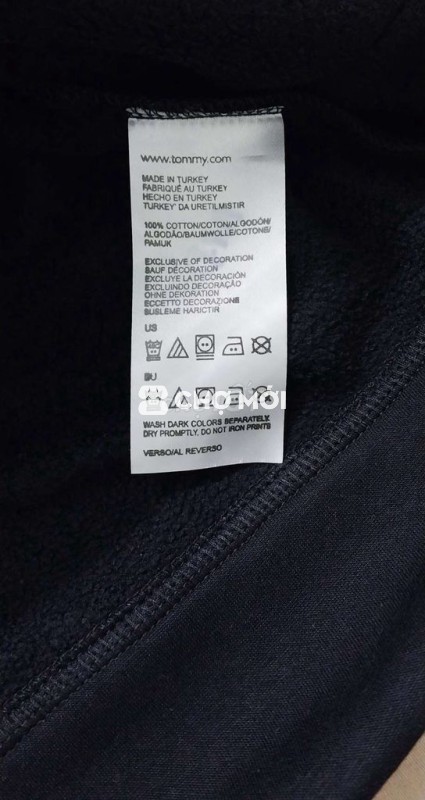 www.tommy.com
MADE IN TURKEY
FABRIQUÉ AU TURKEY
HECHO EN TURKEY
TURKEY' DA URETILMISTIR
100% COTTON/COTON/ALGODÓN/
ALGODÃO/BAUMWOLLE/COTONE/
PAMUK
EXCLUSIVE OF DECORATION
SAUF DÉCORATION
EXCLUYE LA DECORACIÓN
EXCLUINDO DECORAÇÃO
OHNE DEKORATION
ECCETTO DECORAZIONE
SUSLEME HARICTIR
US
EU
CHỢ MỚI
WASH DARK COLORS SEPARATELY.
DRY PROMPTLY, DO NOT IRON PRINTS
VERSO/AL REVERSO